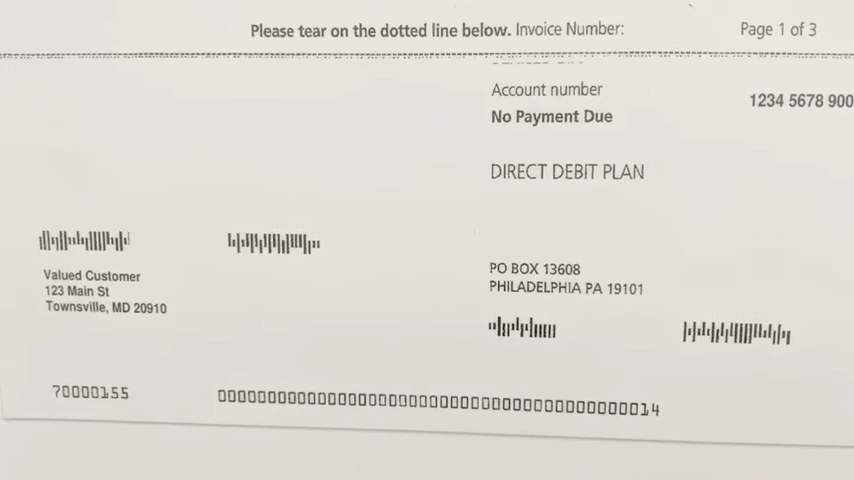 Please tear on the dotted line below. Invoice Number: Page 1 of 3
Account number 1234 5678 900
No Payment Due
DIRECT DEBIT PLAN
Valued Customer
123 Main St
Townsville, MD 20910
PO BOX 13608
PHILADELPHIA PA 19101
70000155